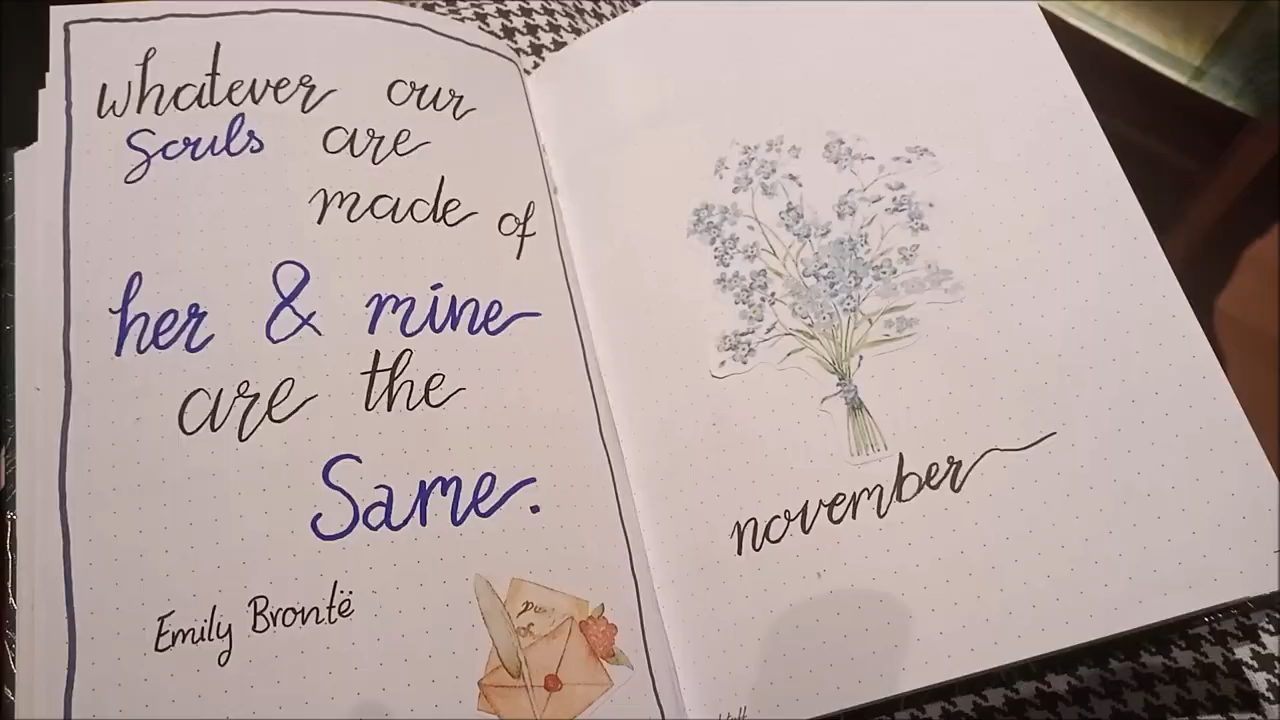 whatever our
souls are
made of
her & mine
are the
Same.
Emily Brontë
november